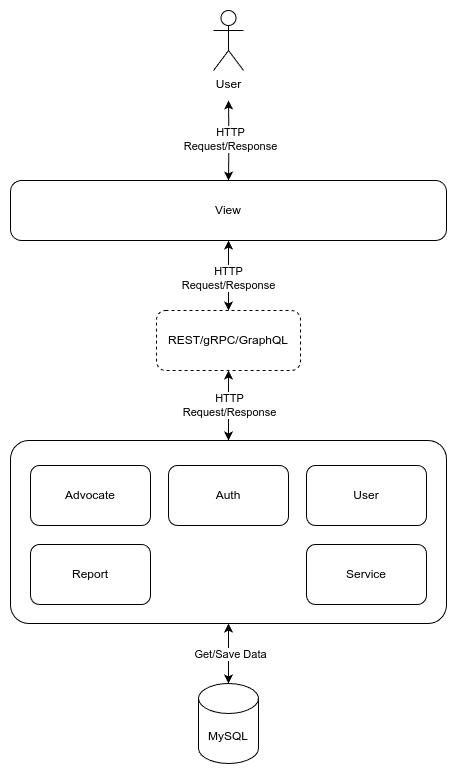 User
HTTP
Request/Response
View
HTTP
Request/Response
REST/gRPC/GraphQL
HTTP
Request/Response
Advocate
Auth
User
Report
Service
Get/Save Data
MySQL